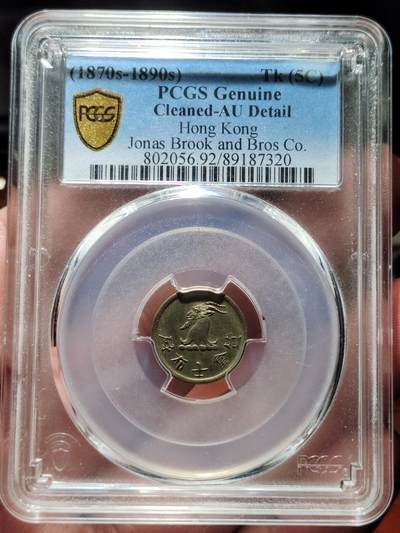 (1870s-1890s) Tk (5C)
PCGS Genuine
Cleaned-AU Detail
Hong Kong
Jonas Brook and Bros Co.
802056.92/89187320
PCGS
PCGS